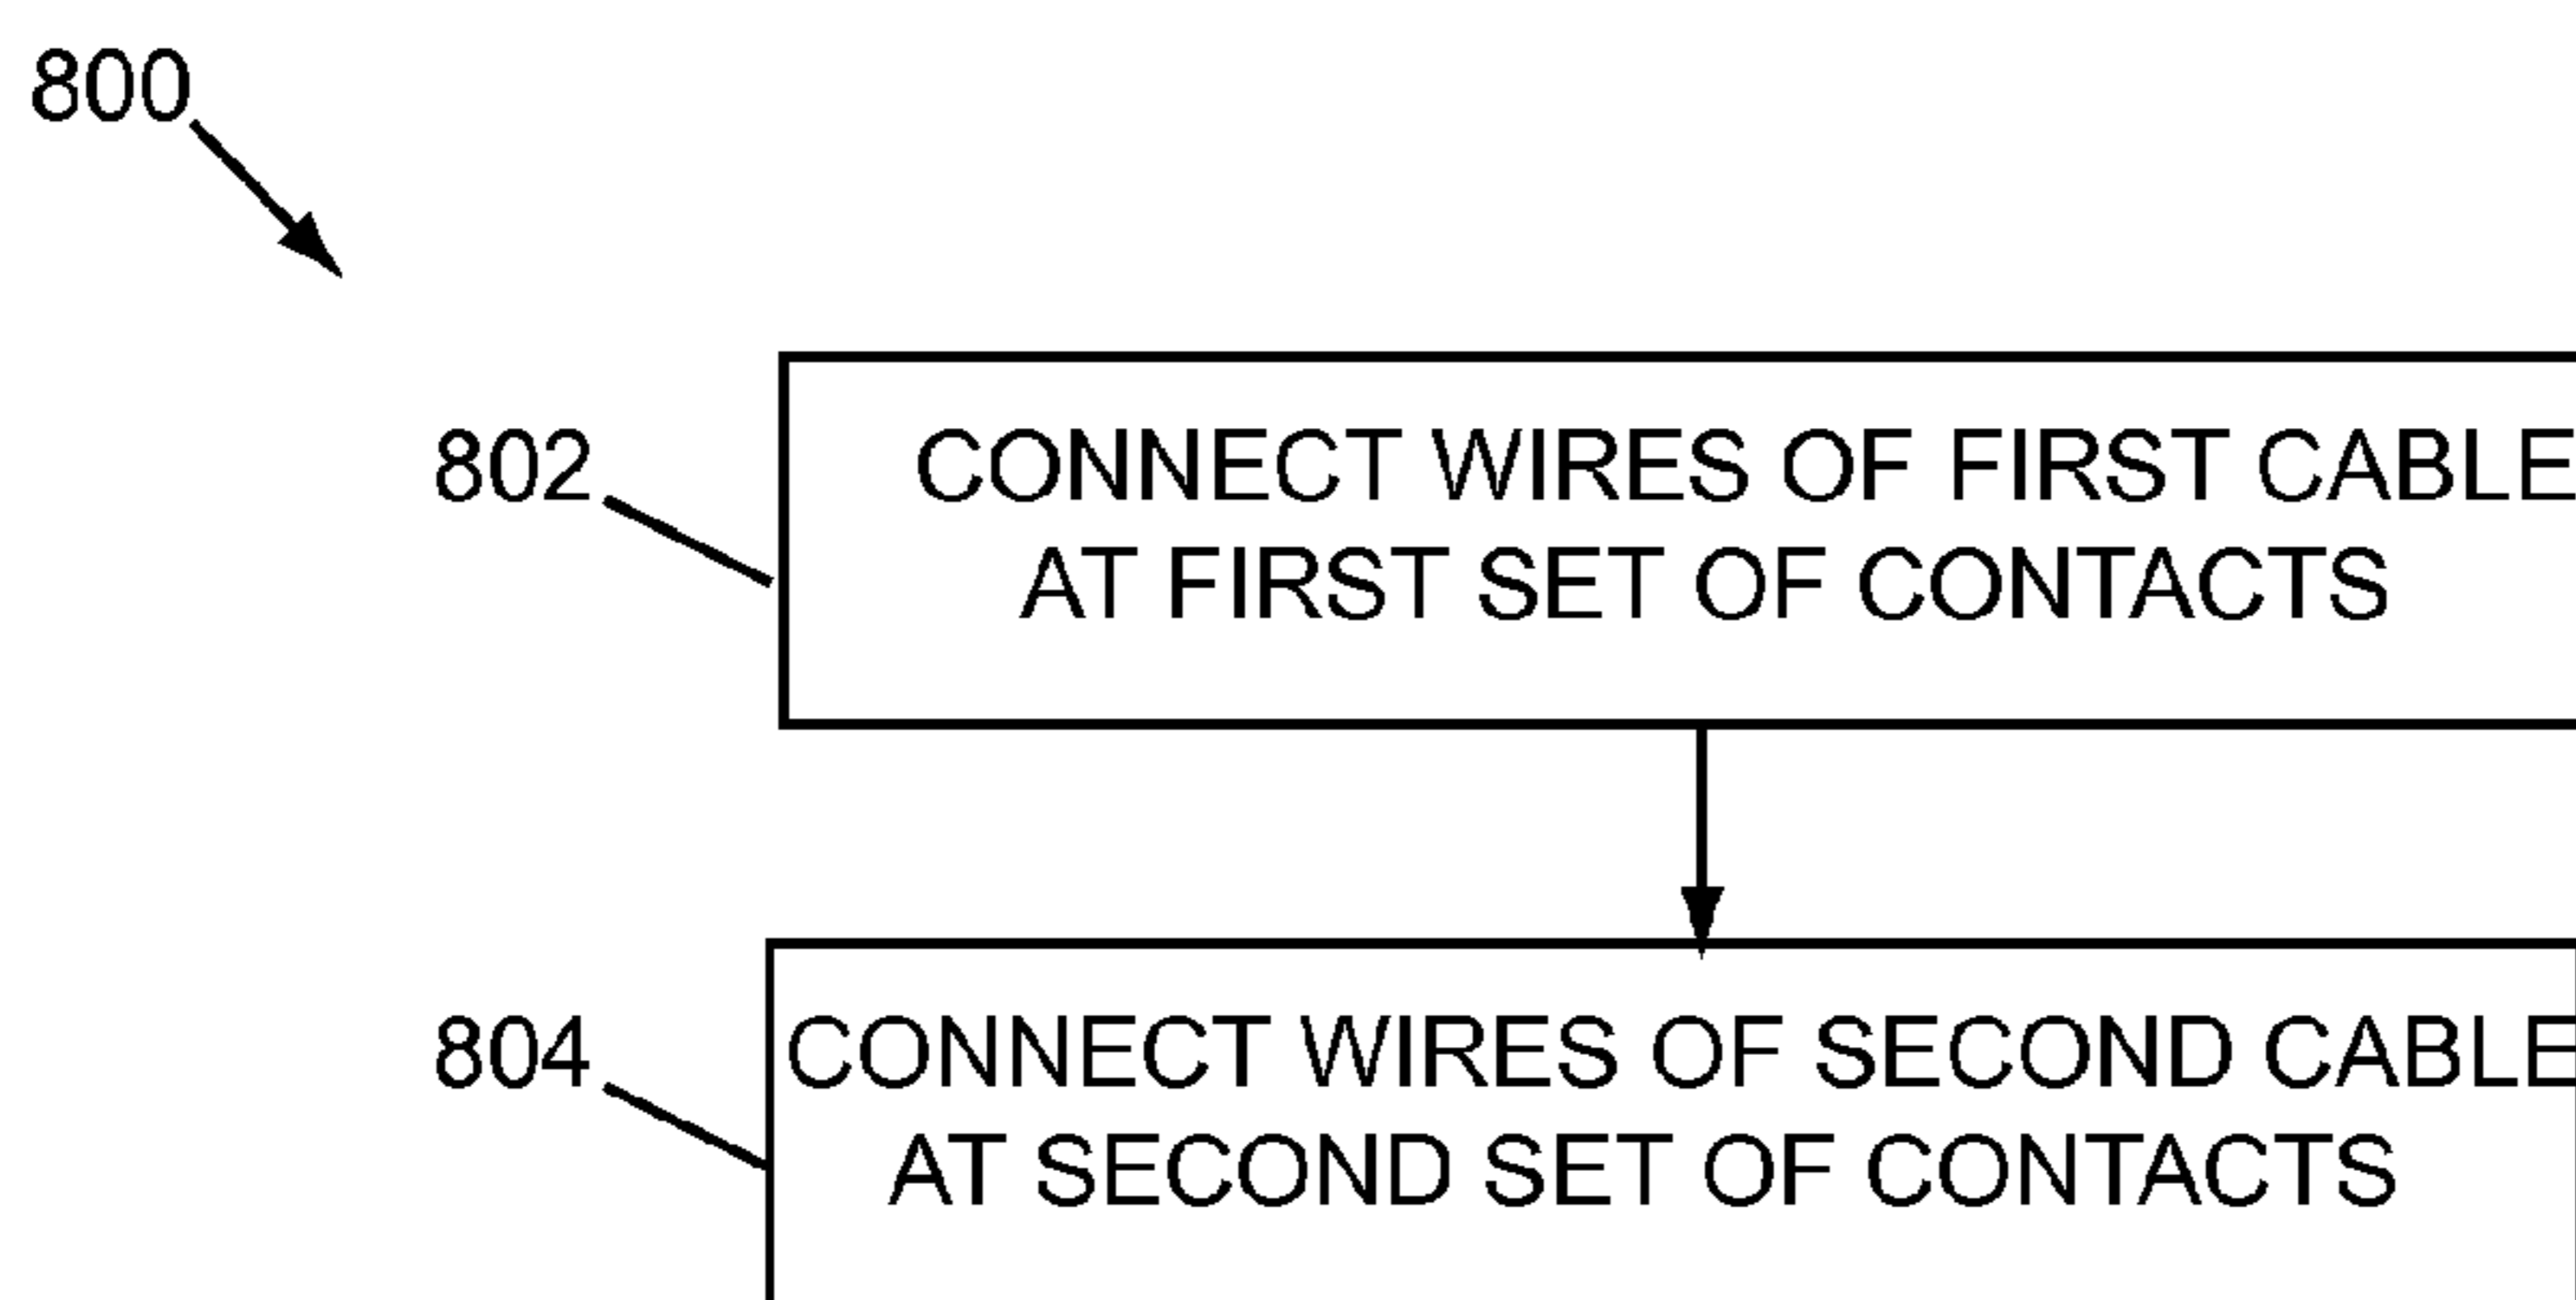 800
802
CONNECT WIRES OF FIRST CABLE
AT FIRST SET OF CONTACTS
804
CONNECT WIRES OF SECOND CABLE
AT SECOND SET OF CONTACTS